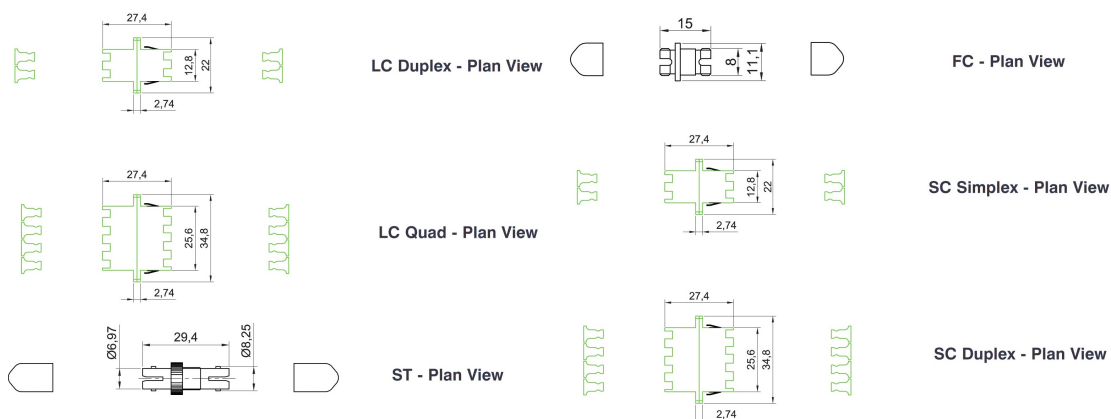 27,4
12,8
22
2,74
LC Duplex - Plan View
15
8
11,1
FC - Plan View
27,4
12,8
22
2,74
SC Simplex - Plan View
27,4
25,6
34,8
2,74
LC Quad - Plan View
27,4
25,6
34,8
2,74
SC Duplex - Plan View
Ø6,97
29,4
Ø8,25
ST - Plan View